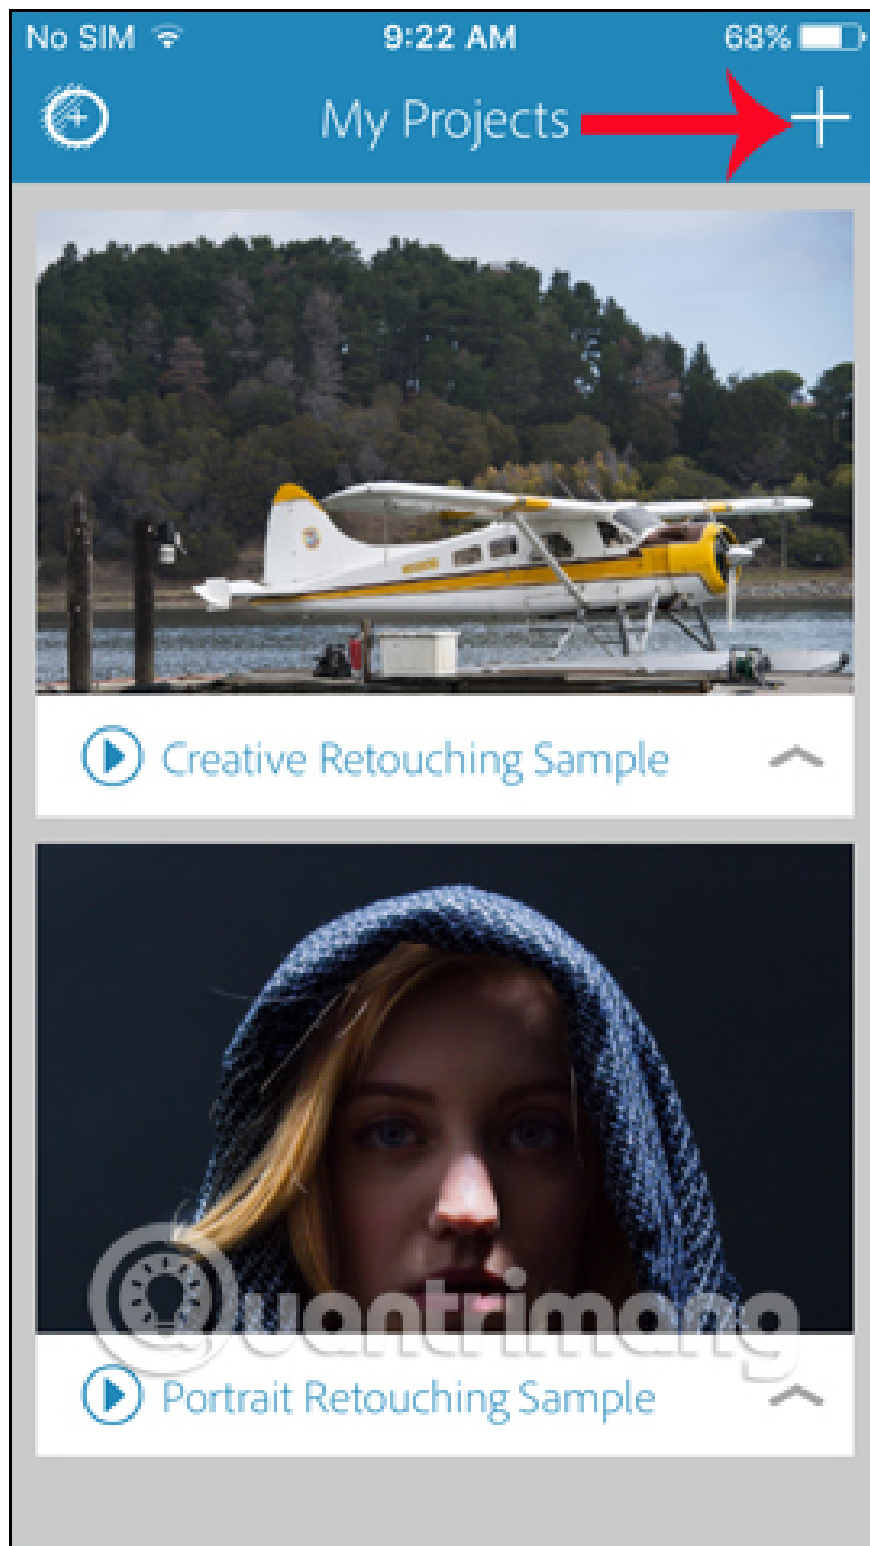 No SIM 9:22 AM 68%
My Projects
Creative Retouching Sample
uantrimang
Portrait Retouching Sample